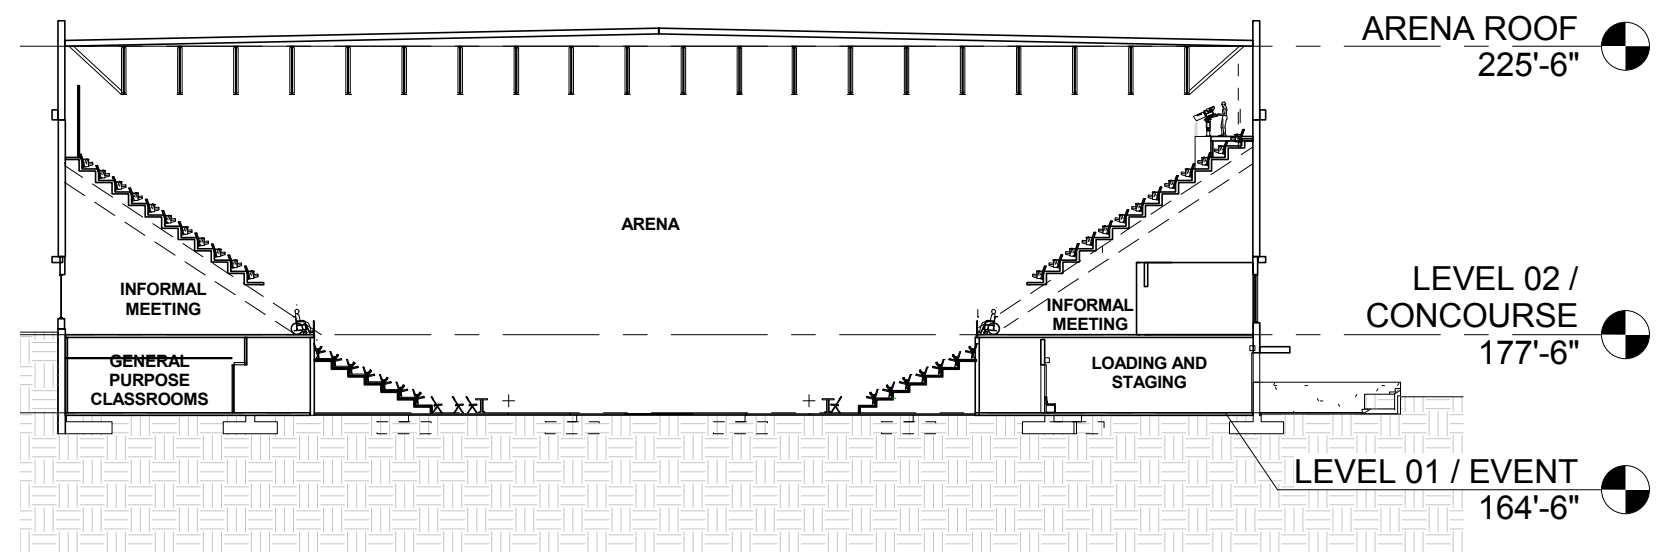 ARENA ROOF
225'-6"
ARENA
LEVEL 02 /
CONCOURSE
177'-6"
INFORMAL
MEETING
INFORMAL
MEETING
GENERAL
PURPOSE
CLASSROOMS
LOADING AND
STAGING
LEVEL 01 / EVENT
164'-6"